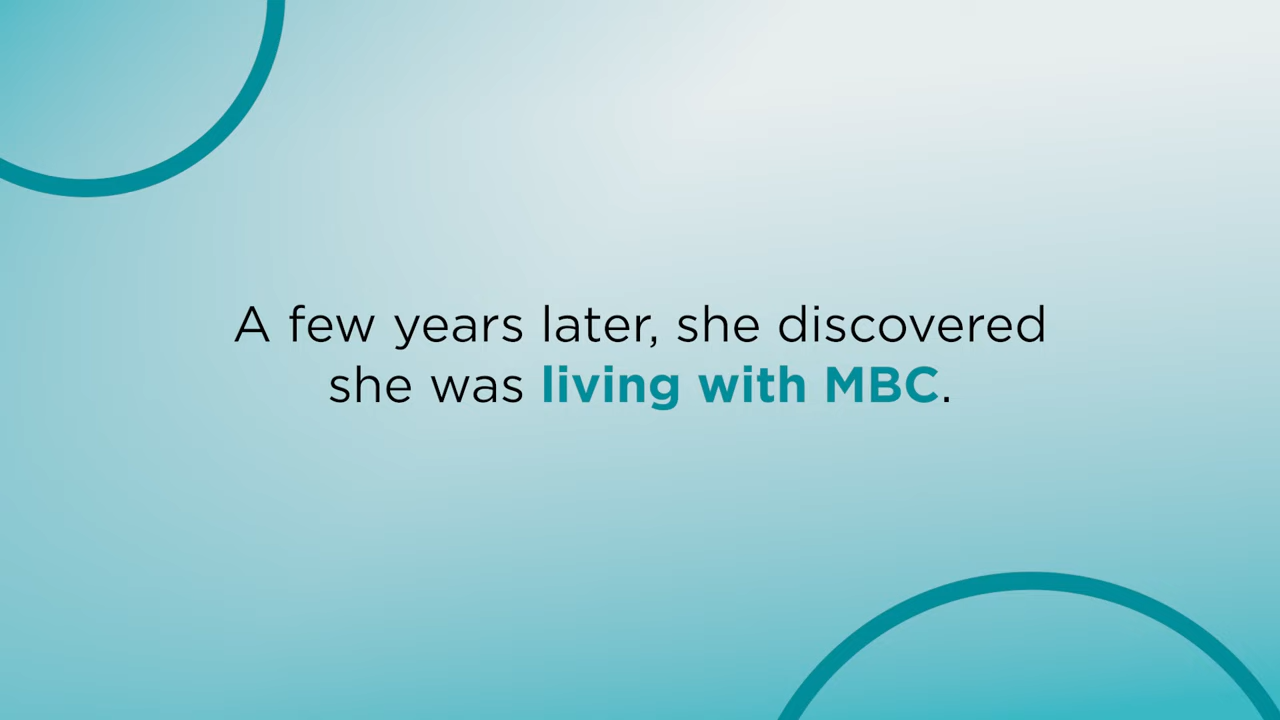 A few years later, she discovered
she was living with MBC.